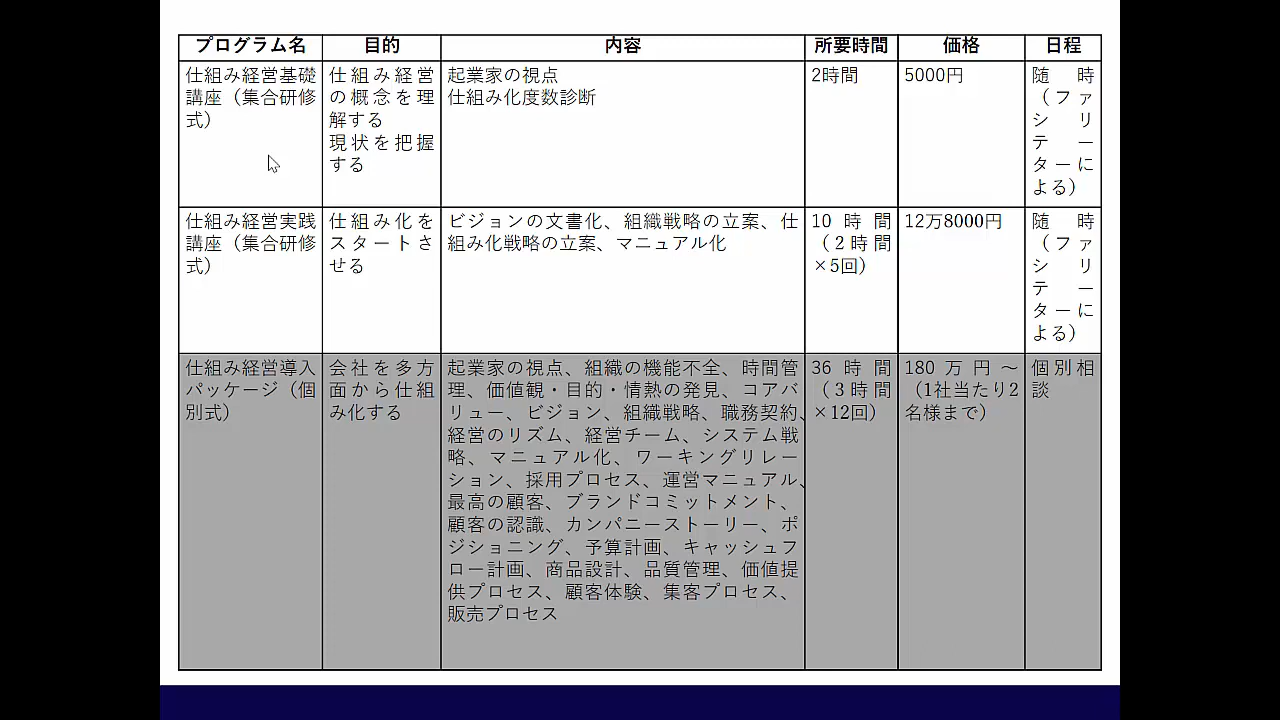 プログラム名 目的 内容 所要時間 価格 日程
仕組み経営基礎
講座（集合研修
式）
仕組み経営
の概念を理
解する
現状を把握
する
起業家の視点
仕組み化度数診断
2時間
5000円
随時
（ファ
シリ
テー
ターに
よる）
仕組み経営実践
講座（集合研修
式）
仕組み化を
スタートさ
せる
ビジョンの文書化、組織戦略の立案、仕
組み化戦略の立案、マニュアル化
10時間
（2時間
×5回）
12万8000円
随時
（ファ
シリ
テー
ターに
よる）
仕組み経営導入
パッケージ（個
別式）
会社を多方
面から仕組
み化する
起業家の視点、組織の機能不全、時間管
理、価値観・目的・情熱の発見、コアバ
リュー、ビジョン、組織戦略、職務契約、
経営のリズム、経営チーム、システム戦
略、マニュアル化、ワーキングリレー
ション、採用プロセス、運営マニュアル、
最高の顧客、ブランドコミットメント、
顧客の認識、カンパニーストーリー、ポ
ジショニング、予算計画、キャッシュフ
ロー計画、商品設計、品質管理、価値提
供プロセス、顧客体験、集客プロセス、
販売プロセス
36時間
（3時間
×12回）
180万円～
（1社当たり2
名様まで）
個別相
談